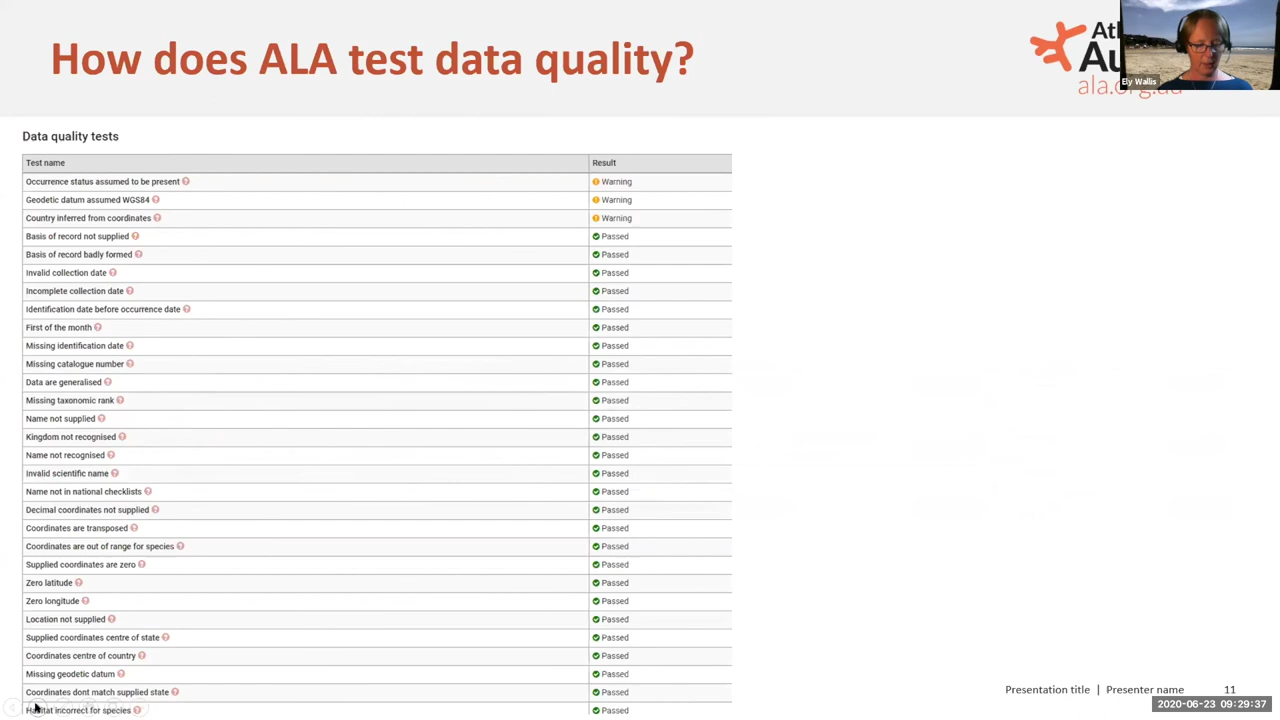 How does ALA test data quality?
Ely Wallis
ala.org.au
Data quality tests
Test name Result
Occurrence status assumed to be present Warning
Geodetic datum assumed WGS84 Warning
Country inferred from coordinates Warning
Basis of record not supplied Passed
Basis of record badly formed Passed
Invalid collection date Passed
Incomplete collection date Passed
Identification date before occurrence date Passed
First of the month Passed
Missing identification date Passed
Missing catalogue number Passed
Data are generalised Passed
Missing taxonomic rank Passed
Name not supplied Passed
Kingdom not recognised Passed
Name not recognised Passed
Invalid scientific name Passed
Name not in national checklists Passed
Decimal coordinates not supplied Passed
Coordinates are transposed Passed
Coordinates are out of range for species Passed
Supplied coordinates are zero Passed
Zero latitude Passed
Zero longitude Passed
Location not supplied Passed
Supplied coordinates centre of state Passed
Coordinates centre of country Passed
Missing geodetic datum Passed
Coordinates dont match supplied state Passed
Habitat incorrect for species Passed
Presentation title | Presenter name 11
2020-06-23 09:29:37